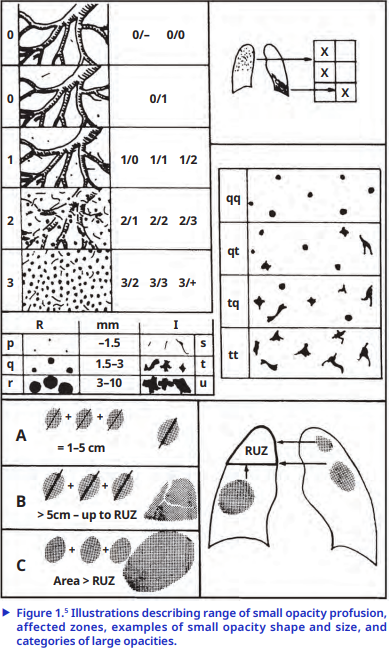 0 0/– 0/0
0 0/1
1 1/0 1/1 1/2
2 2/1 2/2 2/3
3 3/2 3/3 3/+
R mm I
p –1.5 s
q 1.5–3 t
r 3–10 u
X
X
X
qq
qt
tq
tt
A + +
= 1–5 cm
B + +
> 5cm – up to RUZ
C + +
Area > RUZ
RUZ
Figure 1.⁵ Illustrations describing range of small opacity profusion,
affected zones, examples of small opacity shape and size, and
categories of large opacities.